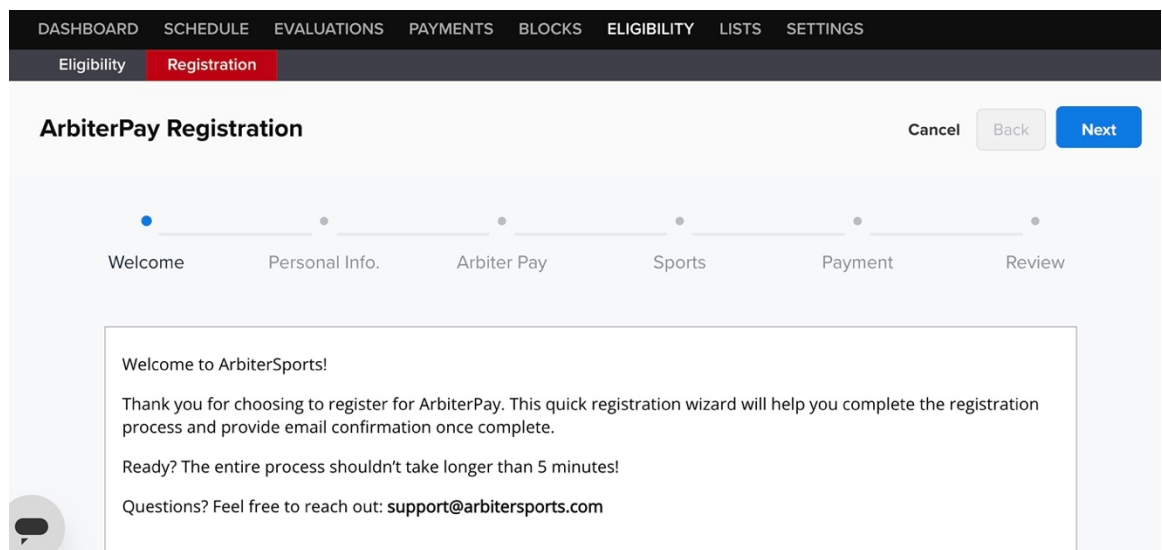 DASHBOARD SCHEDULE EVALUATIONS PAYMENTS BLOCKS ELIGIBILITY LISTS SETTINGS
Eligibility Registration
ArbiterPay Registration Cancel Back Next
Welcome Personal Info. Arbiter Pay Sports Payment Review
Welcome to ArbiterSports!
Thank you for choosing to register for ArbiterPay. This quick registration wizard will help you complete the registration
process and provide email confirmation once complete.
Ready? The entire process shouldn’t take longer than 5 minutes!
Questions? Feel free to reach out: support@arbitersports.com